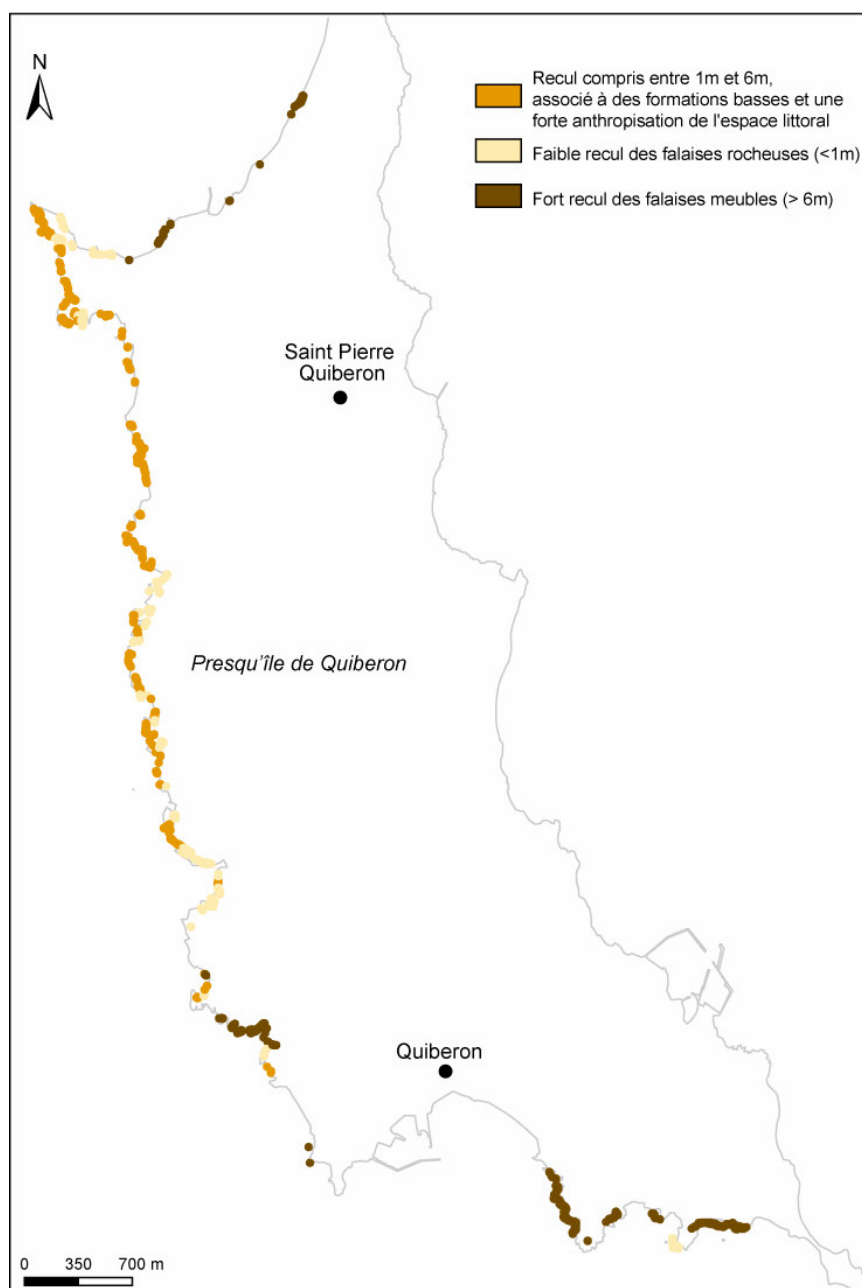 N
Recul compris entre 1m et 6m,
associé à des formations basses et une
forte anthropisation de l'espace littoral
Faible recul des falaises rocheuses (<1m)
Fort recul des falaises meubles (> 6m)
Saint Pierre
Quiberon
Presqu'île de Quiberon
Quiberon
0 350 700 m